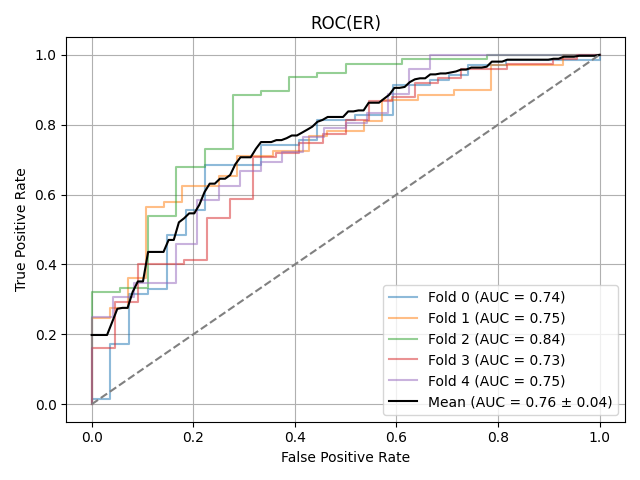 ROC(ER)
True Positive Rate
1.0
0.8
0.6
0.4
0.2
0.0
Fold 0 (AUC = 0.74)
Fold 1 (AUC = 0.75)
Fold 2 (AUC = 0.84)
Fold 3 (AUC = 0.73)
Fold 4 (AUC = 0.75)
Mean (AUC = 0.76 ± 0.04)
0.0 0.2 0.4 0.6 0.8 1.0
False Positive Rate